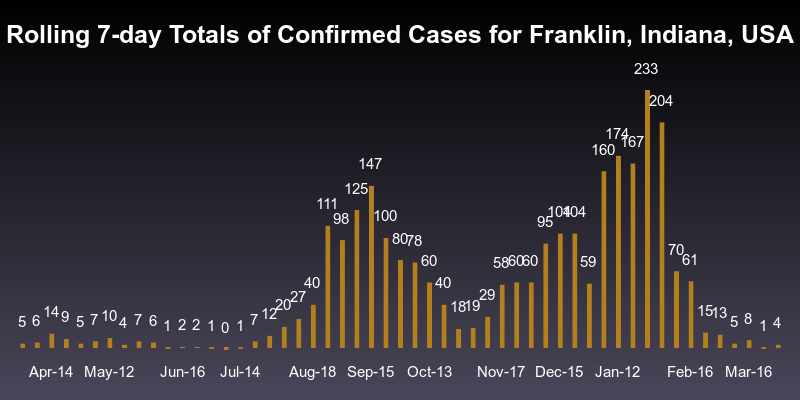 Rolling 7-day Totals of Confirmed Cases for Franklin, Indiana, USA
5 6 14 9 5 7 10 4 7 6 1 2 2 1 0 1 7 12 20 27 40 111 98 125 147 100 80 78 60 40 18 19 29 58 60 60 95 104 104 59 160 174 167 233 204 70 61 15 13 5 8 1 4
Apr-14 May-12 Jun-16 Jul-14 Aug-18 Sep-15 Oct-13 Nov-17 Dec-15 Jan-12 Feb-16 Mar-16